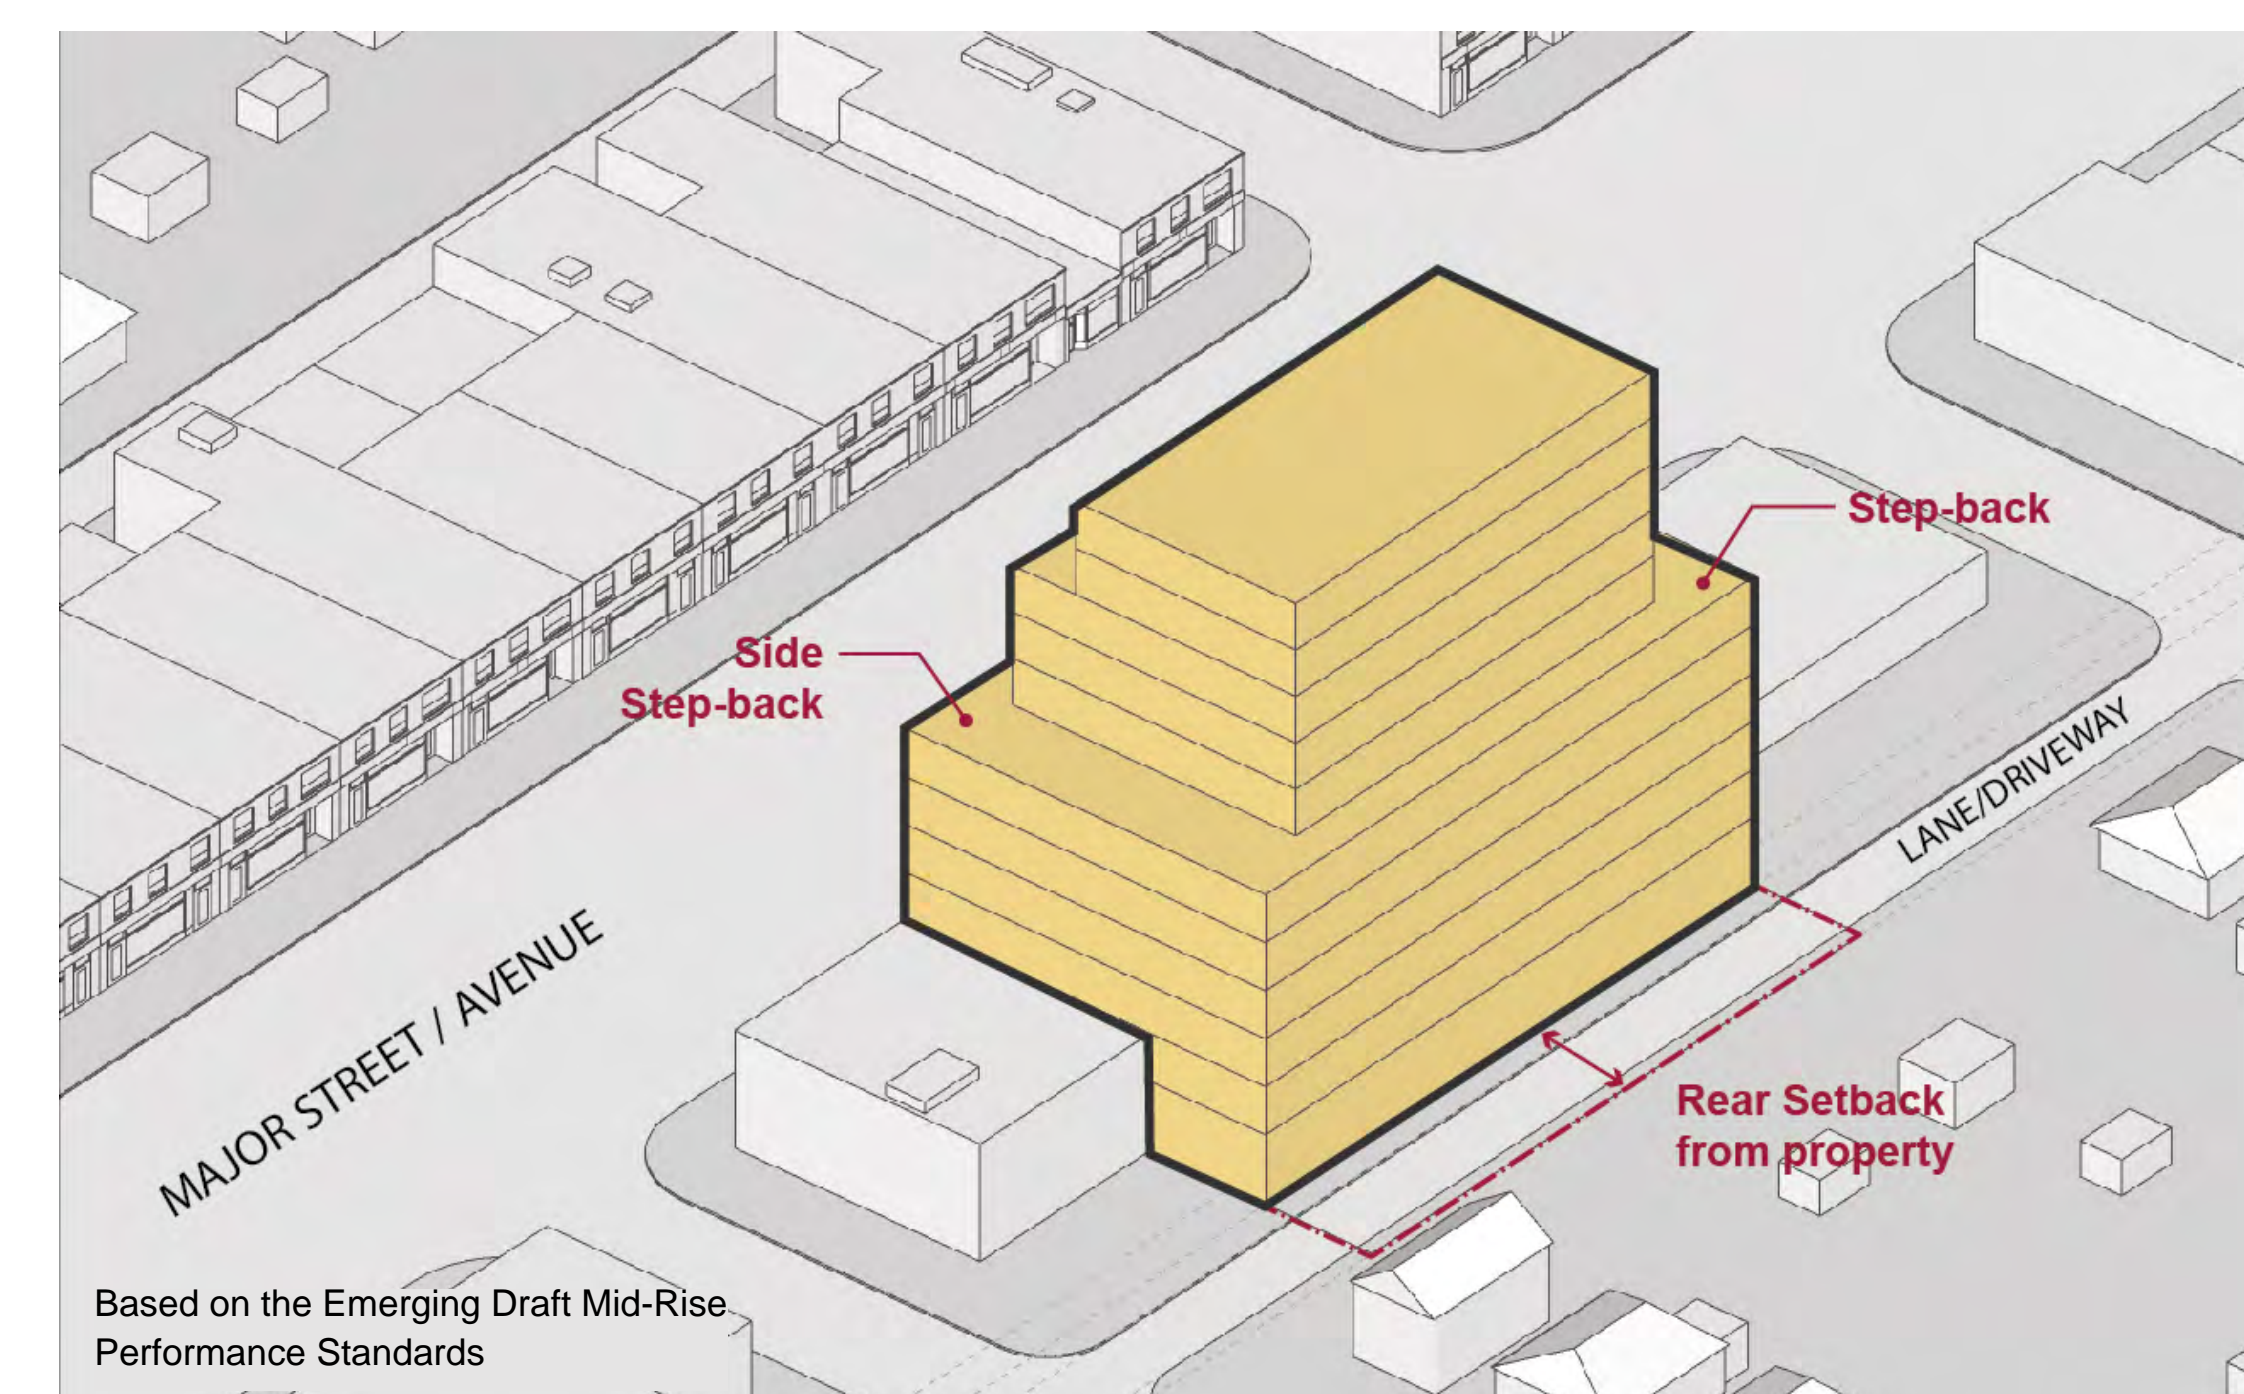 Step-back
Side
Step-back
LANE/DRIVEWAY
MAJOR STREET / AVENUE
Rear Setback
from property
Based on the Emerging Draft Mid-Rise
Performance Standards